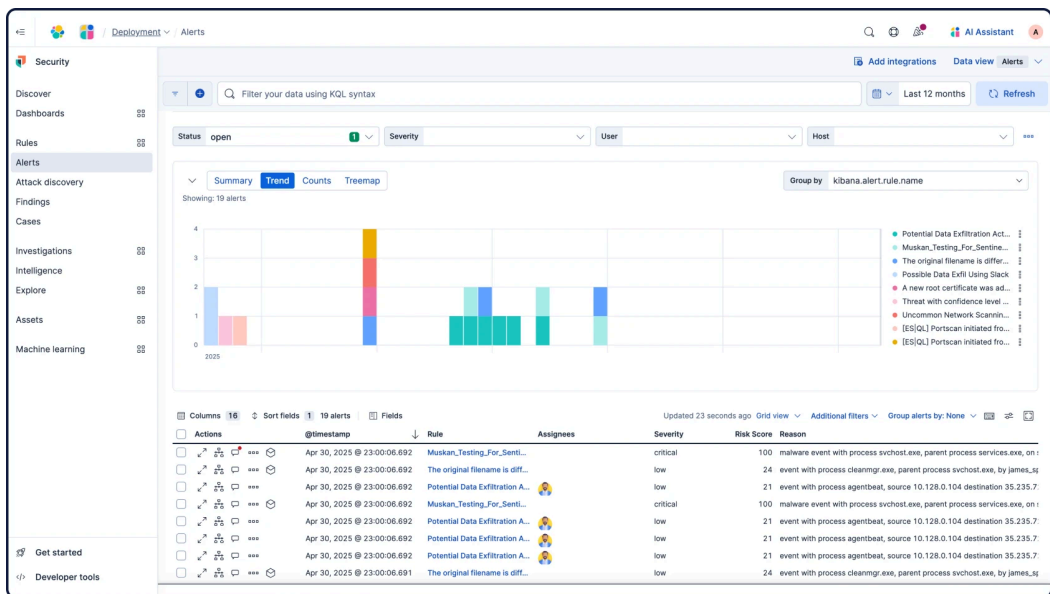 Deployment / Alerts
AI Assistant
A
Security
Add integrations
Data view Alerts
Discover
Dashboards
Rules
Alerts
Attack discovery
Findings
Cases
Investigations
Intelligence
Explore
Assets
Machine learning
Get started
Developer tools
Filter your data using KQL syntax
Last 12 months
Refresh
Status open 1
Severity
User
Host
Summary Trend Counts Treemap
Group by kibana.alert.rule.name
Showing: 19 alerts
4
3
2
1
0
2025
Potential Data Exfiltration Act...
Muskan_Testing_For_Sentine...
The original filename is differ...
Possible Data Exfil Using Slack
A new root certificate was ad...
Threat with confidence level ...
Uncommon Network Scannin...
[ES|QL] Portscan initiated fro...
[ES|QL] Portscan initiated fro...
Columns 16 Sort fields 1 19 alerts Fields
Updated 23 seconds ago Grid view Additional filters Group alerts by: None
Actions @timestamp Rule Assignees Severity Risk Score Reason
Apr 30, 2025 @ 23:00:06.692 Muskan_Testing_For_Senti... critical 100 malware event with process svchost.exe, parent process services.exe, on
Apr 30, 2025 @ 23:00:06.692 The original filename is diff... low 24 event with process cleanmgr.exe, parent process svchost.exe, by james_sp
Apr 30, 2025 @ 23:00:06.692 Potential Data Exfiltration A... low 21 event with process agentbeat, source 10.128.0.104 destination 35.235.7
Apr 30, 2025 @ 23:00:06.692 Muskan_Testing_For_Senti... critical 100 malware event with process svchost.exe, parent process services.exe, on
Apr 30, 2025 @ 23:00:06.692 Potential Data Exfiltration A... low 21 event with process agentbeat, source 10.128.0.104 destination 35.235.7
Apr 30, 2025 @ 23:00:06.692 Potential Data Exfiltration A... low 21 event with process agentbeat, source 10.128.0.104 destination 35.235.7
Apr 30, 2025 @ 23:00:06.692 Potential Data Exfiltration A... low 21 event with process agentbeat, source 10.128.0.104 destination 35.235.7
Apr 30, 2025 @ 23:00:06.691 The original filename is diff... low 24 event with process cleanmgr.exe, parent process svchost.exe, by james_sp